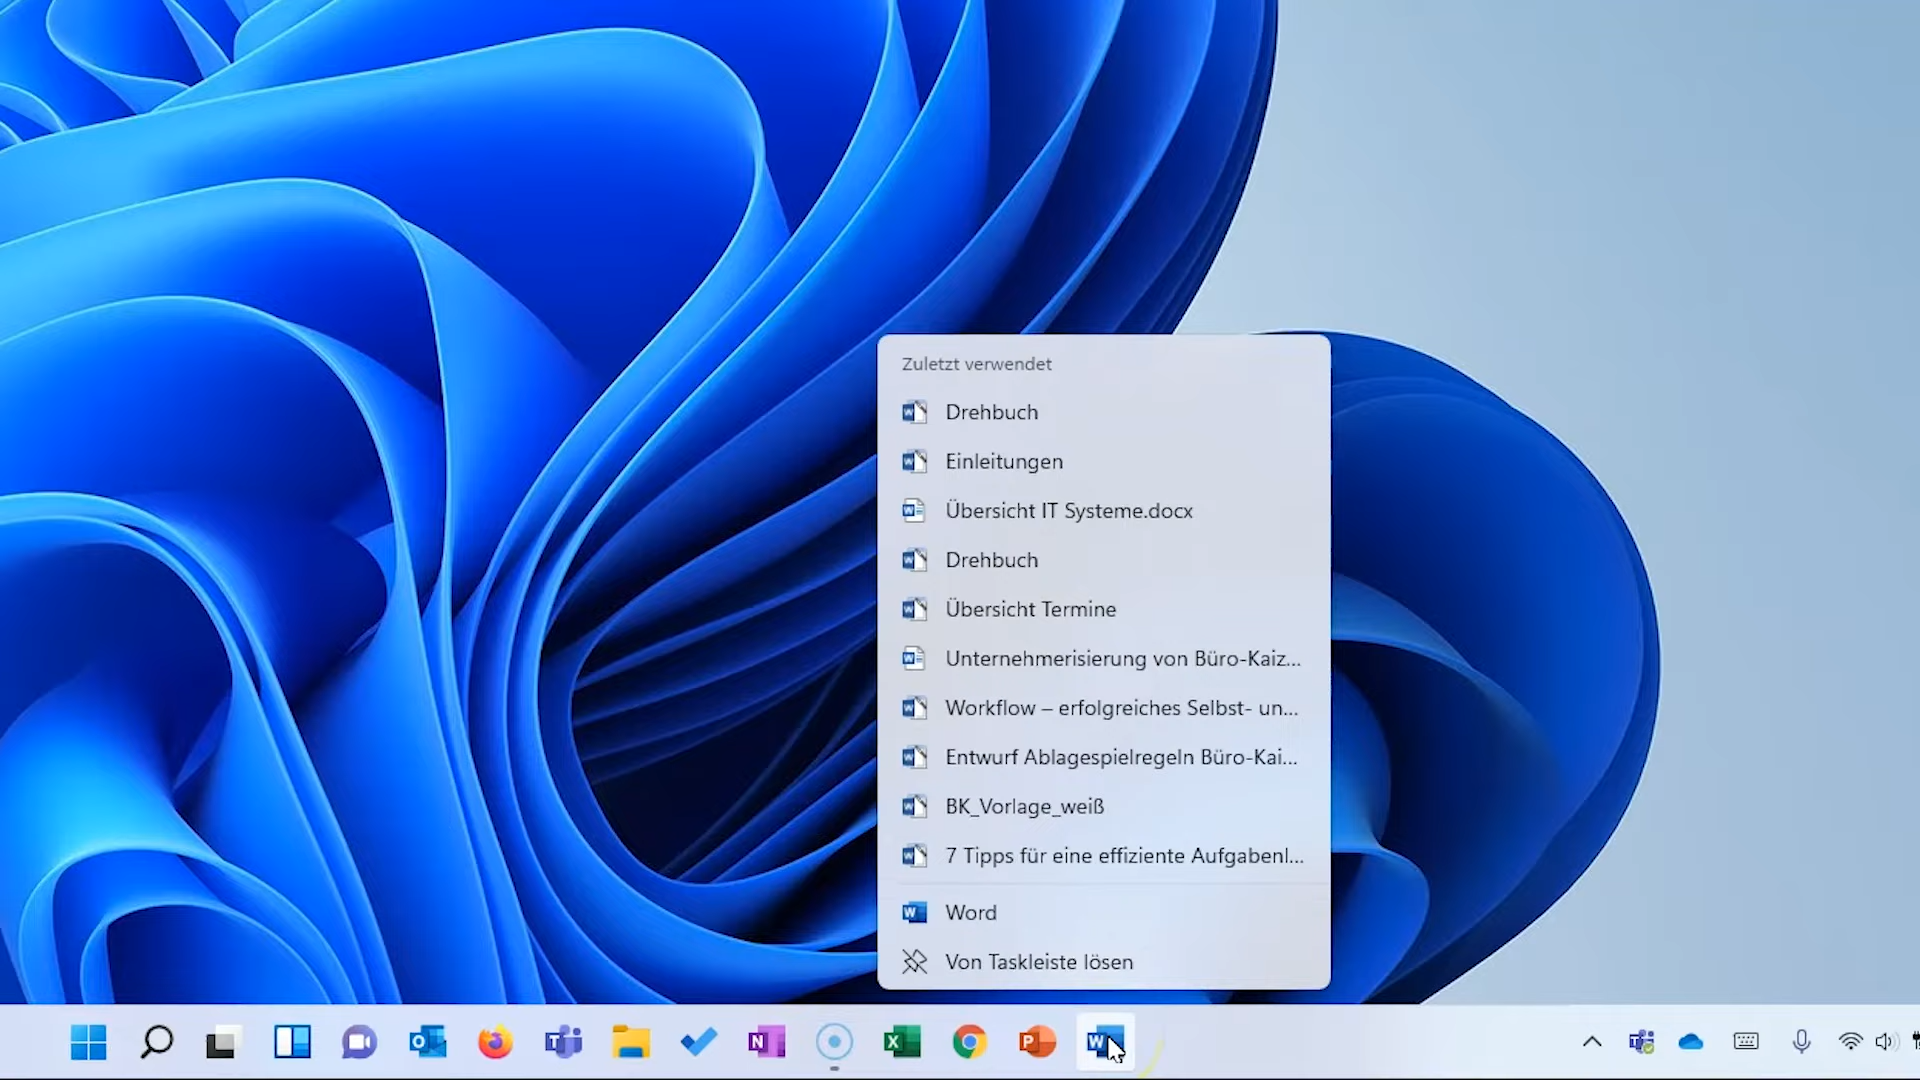 Zuletzt verwendet
Drehbuch
Einleitungen
Übersicht IT Systeme.docx
Drehbuch
Übersicht Termine
Unternehmerisierung von Büro-Kaiz...
Workflow – erfolgreiches Selbst- un...
Entwurf Ablagespielregeln Büro-Kai...
BK_Vorlage_weiß
7 Tipps für eine effiziente Aufgabenl...
Word
Von Taskleiste lösen